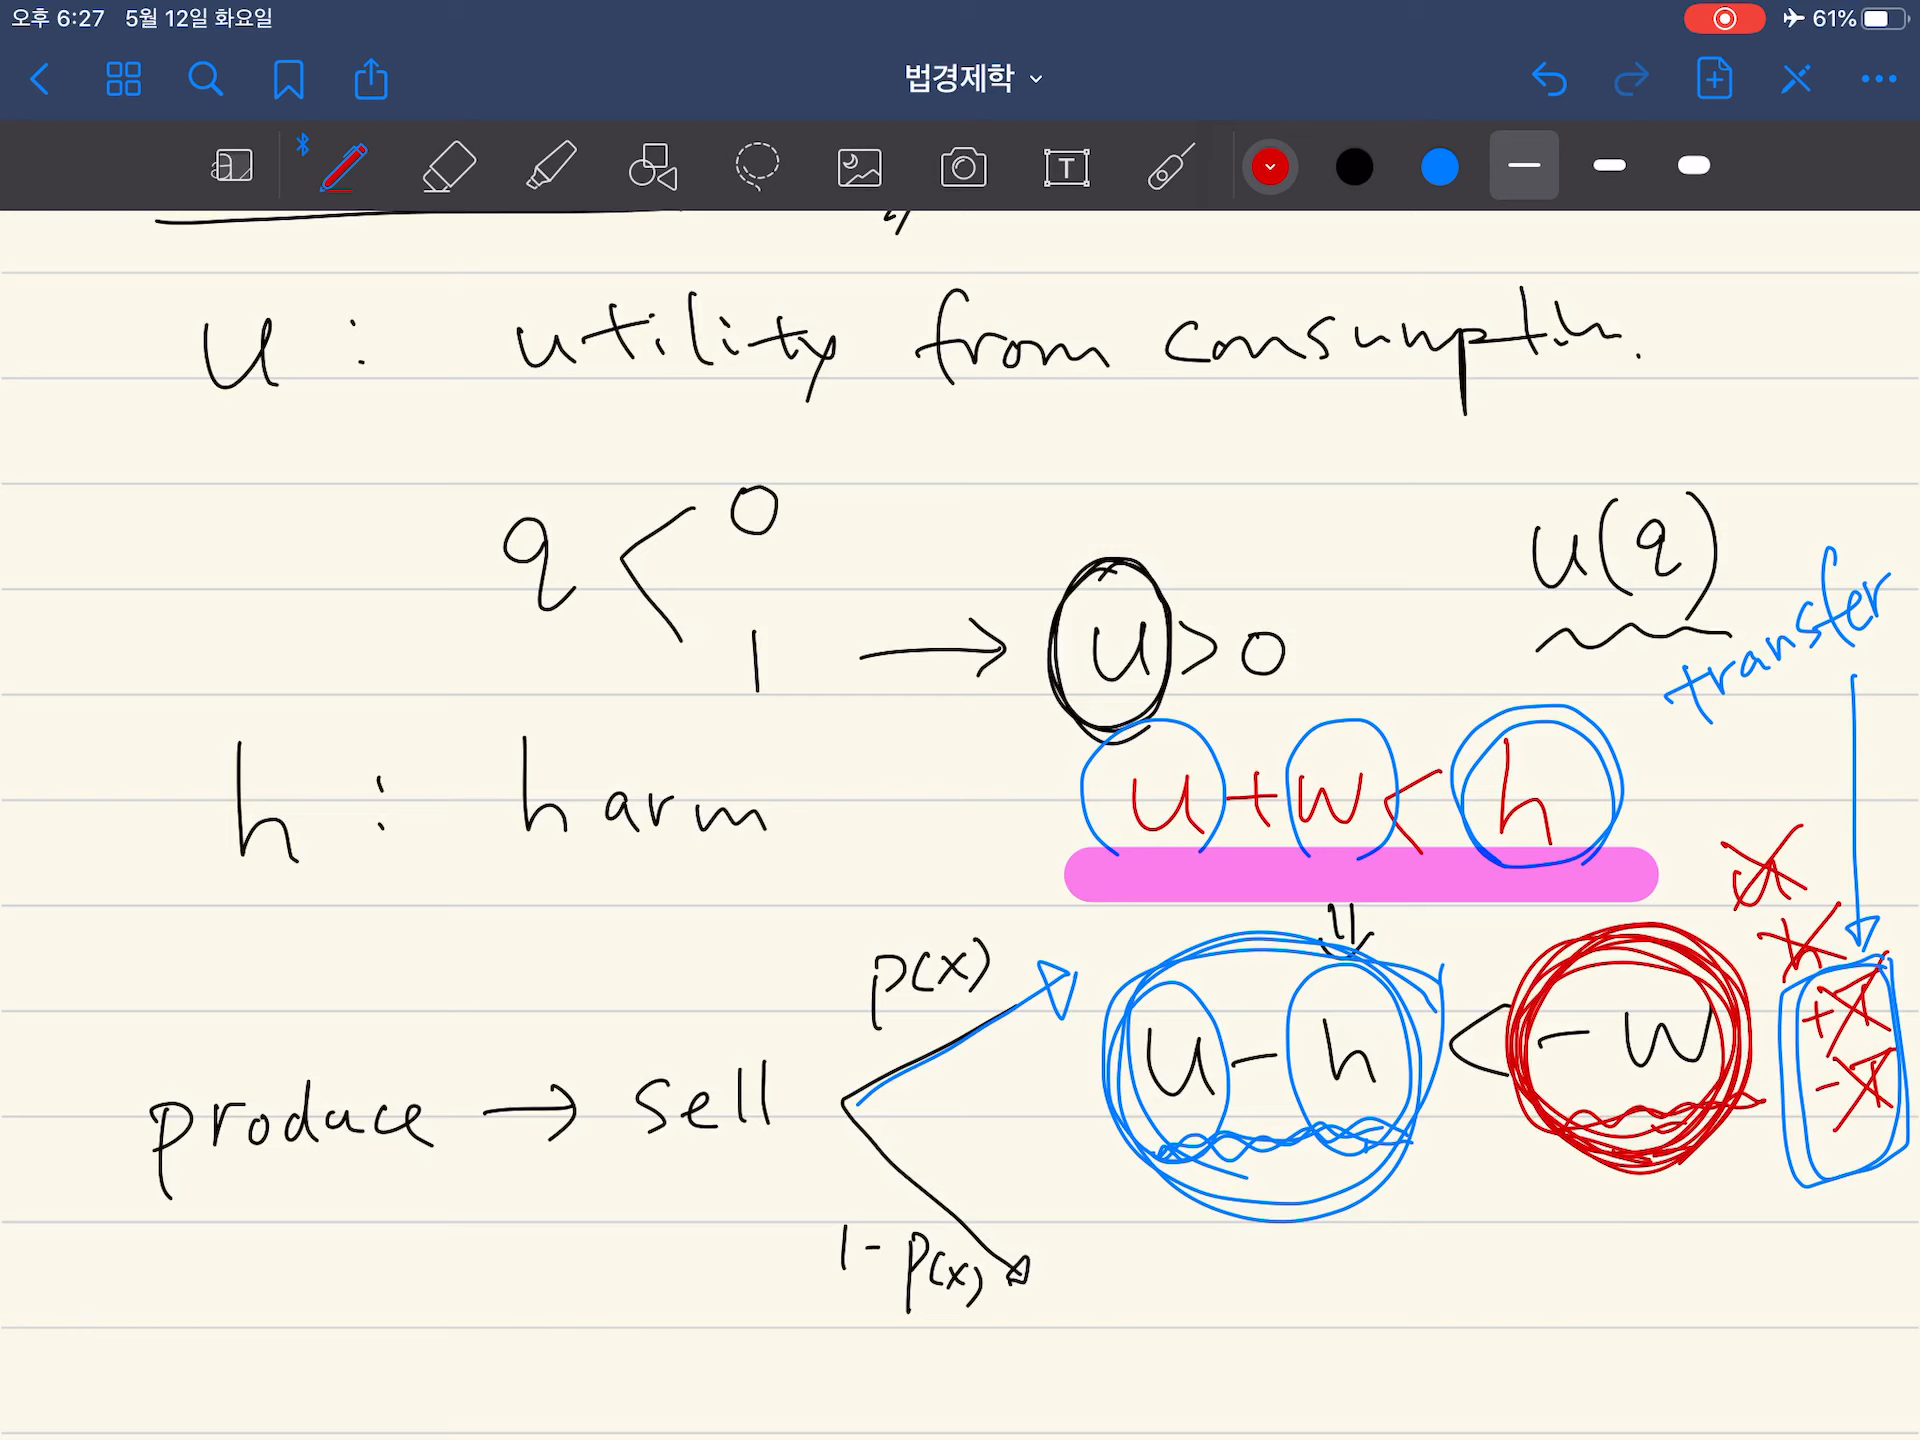 오후 6:27 5월 12일 화요일 61%
법경제학
u : utility from consumption.
q < 0
1 → u > 0
u(q)
transfer
h : harm
u + w < h
p(x)
u - h < - w
produce → sell
1 - p(x)